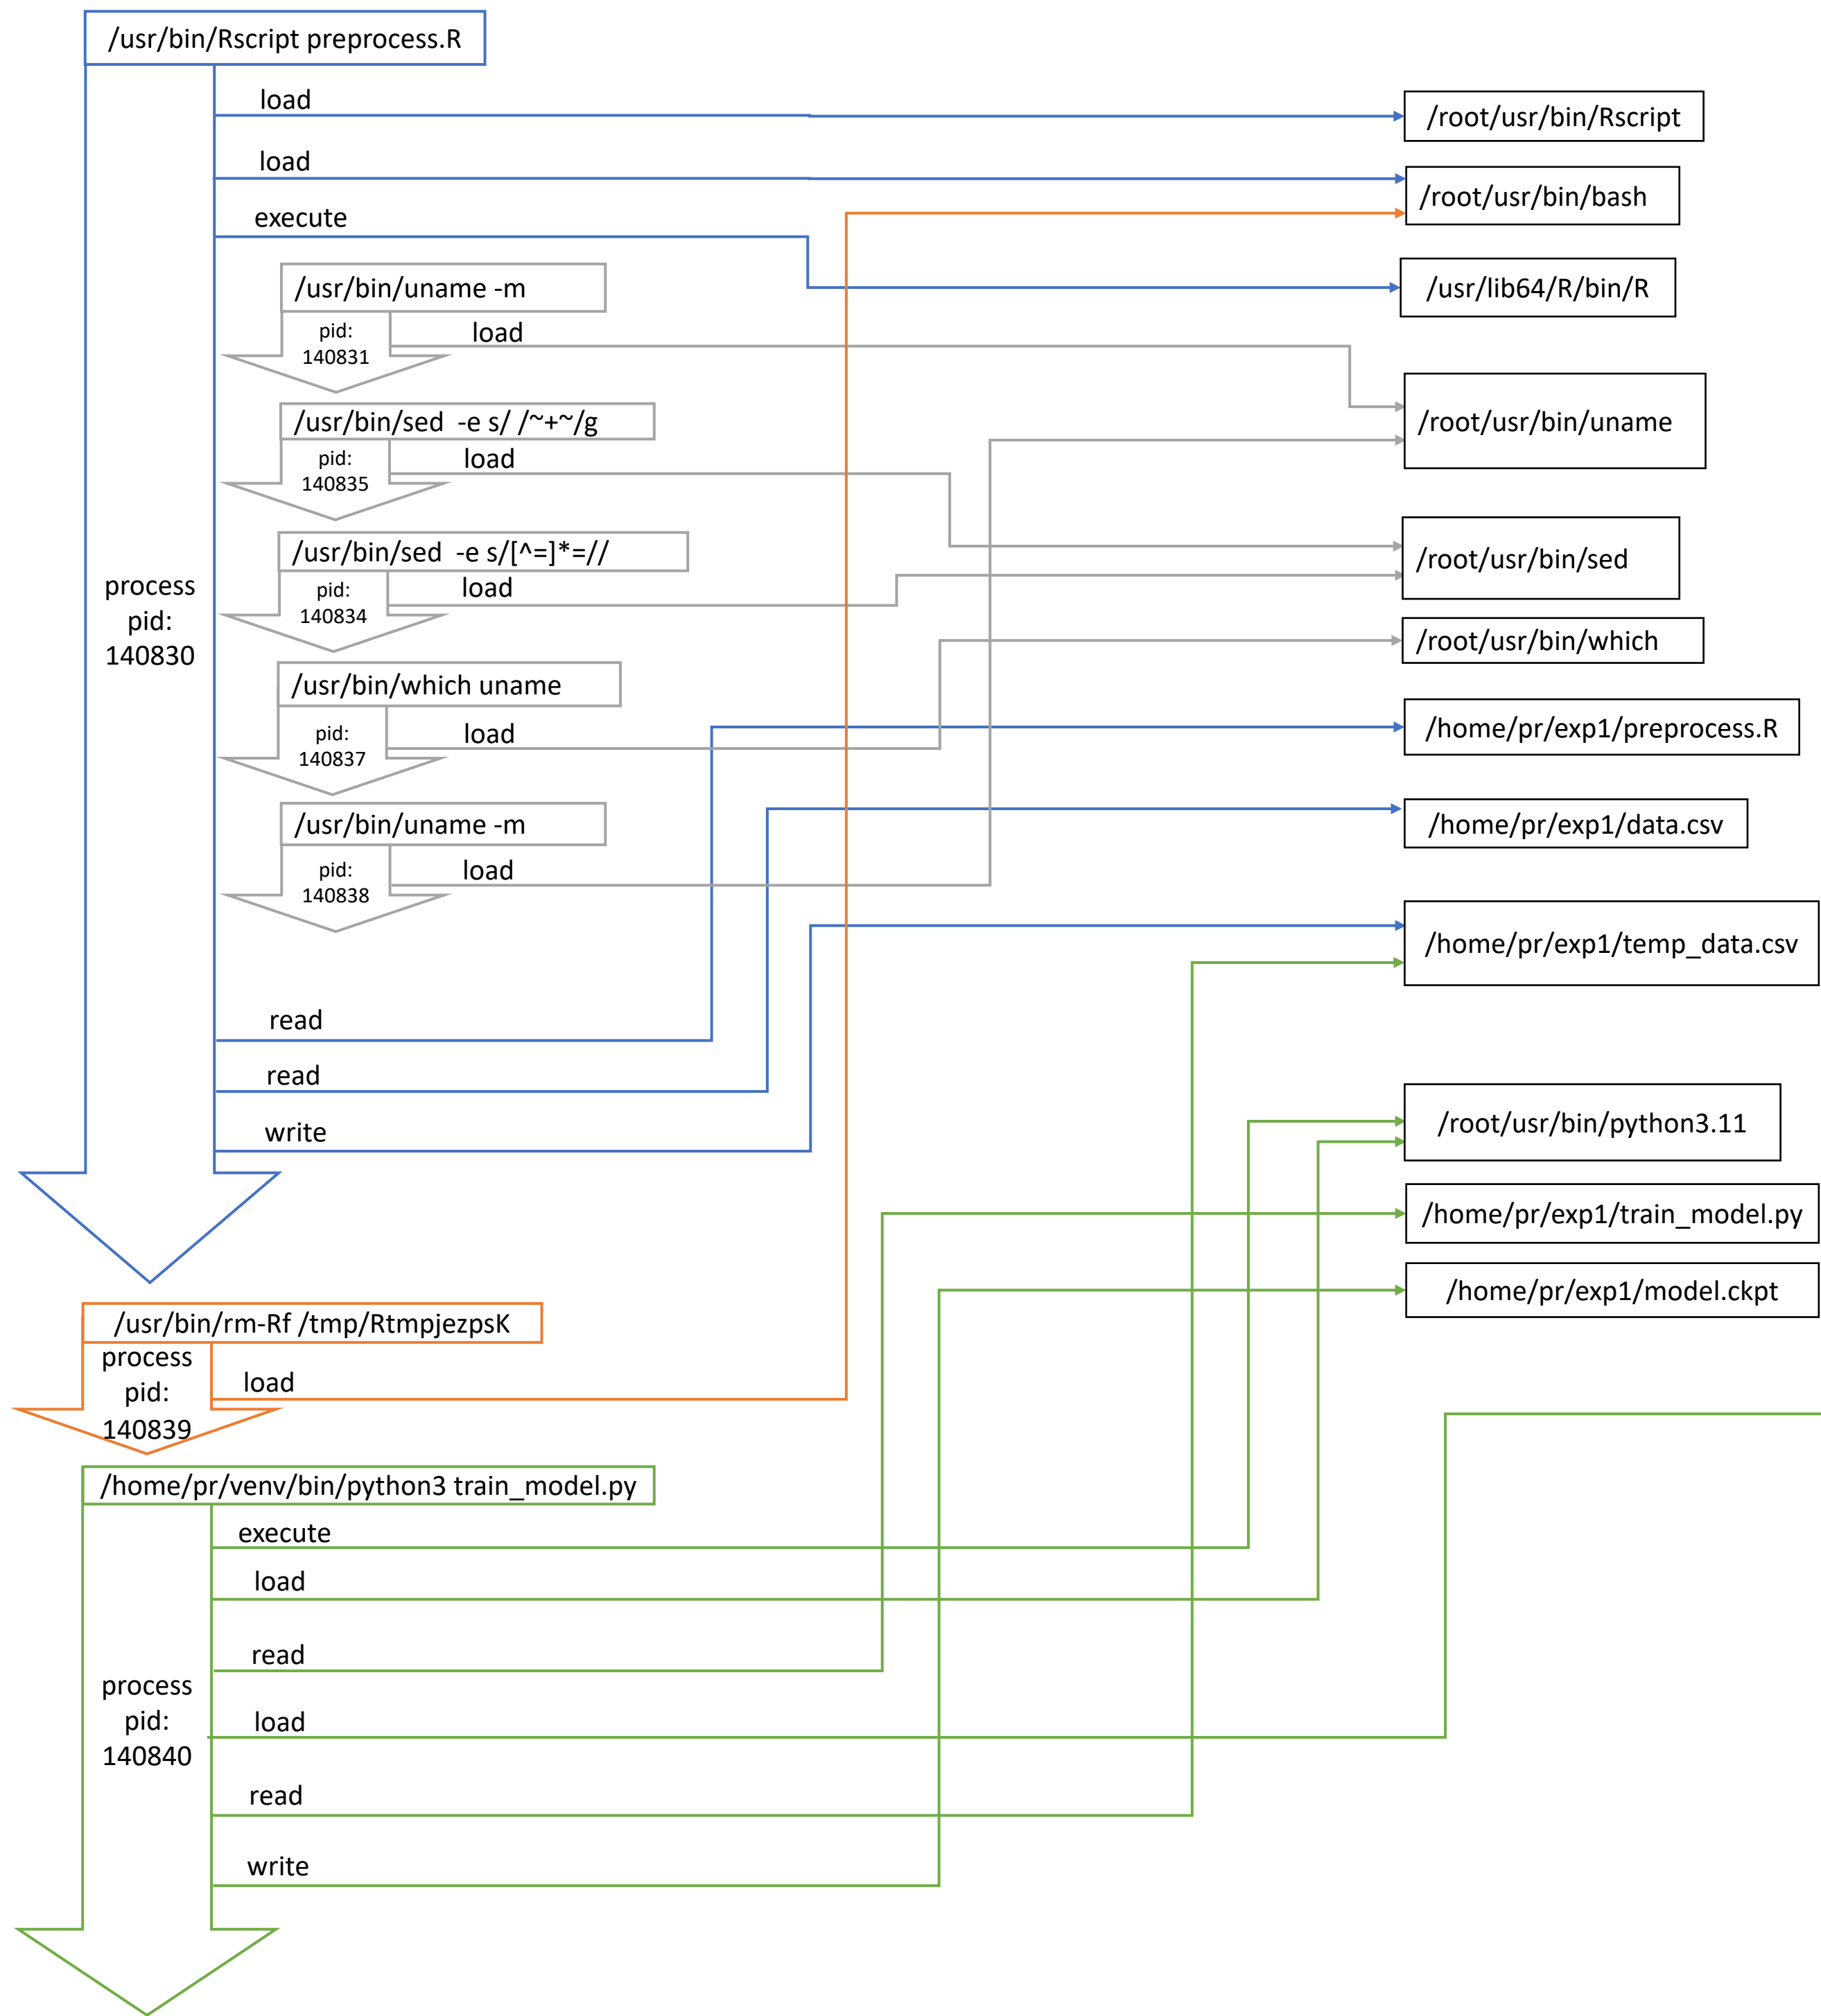 /usr/bin/Rscript preprocess.R
load
/root/usr/bin/Rscript
load
/root/usr/bin/bash
execute
/usr/lib64/R/bin/R
/usr/bin/uname -m
pid:
140831
load
/root/usr/bin/uname
/usr/bin/sed -e s/ /~+~/g
pid:
140835
load
/usr/bin/sed -e s/[^=]*=//
pid:
140834
load
/root/usr/bin/sed
process
pid:
140830
/root/usr/bin/which
/usr/bin/which uname
pid:
140837
load
/home/pr/exp1/preprocess.R
/usr/bin/uname -m
pid:
140838
load
/home/pr/exp1/data.csv
/home/pr/exp1/temp_data.csv
read
read
write
/root/usr/bin/python3.11
/home/pr/exp1/train_model.py
/home/pr/exp1/model.ckpt
/usr/bin/rm-Rf /tmp/RtmpjezpsK
process
pid:
140839
load
/home/pr/venv/bin/python3 train_model.py
execute
load
read
process
pid:
140840
load
read
write